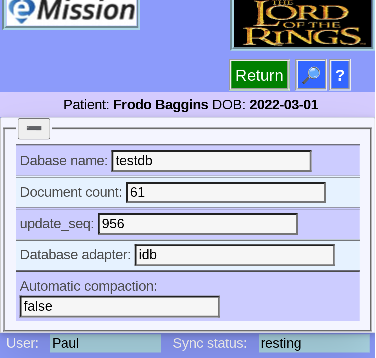 eMission
THE
LORD
OF THE
RINGS
Return 🔎 ?
Patient: Frodo Baggins DOB: 2022-03-01
Dabase name: testdb
Document count: 61
update_seq: 956
Database adapter: idb
Automatic compaction:
false
User: Paul Sync status: resting